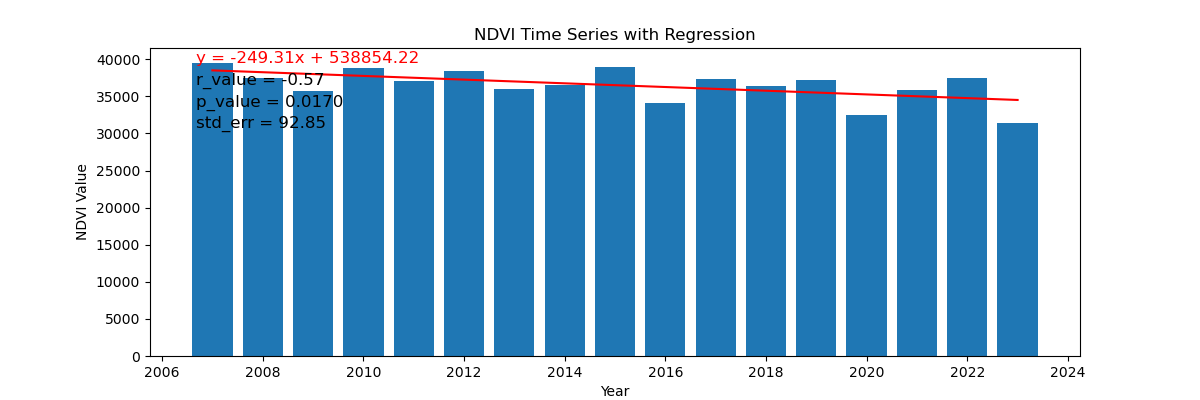 NDVI Time Series with Regression
y = -249.31x + 538854.22
r_value = -0.57
p_value = 0.0170
std_err = 92.85
NDVI Value
40000
35000
30000
25000
20000
15000
10000
5000
0
2006 2008 2010 2012 2014 2016 2018 2020 2022 2024
Year